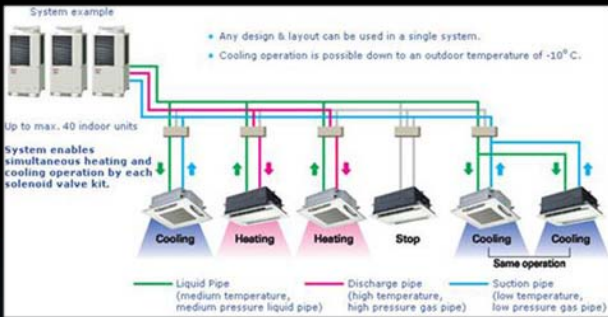 System example
• Any design & layout can be used in a single system.
• Cooling operation is possible down to an outdoor temperature of -10°C.
Up to max. 40 indoor units
System enables
simultaneous heating and
cooling operation by each
solenoid valve kit.
Cooling
Heating
Heating
Stop
Cooling
Cooling
Same operation
Liquid Pipe
(medium temperature,
medium pressure liquid pipe)
Discharge pipe
(high temperature,
high pressure gas pipe)
Suction pipe
(low temperature,
low pressure gas pipe)